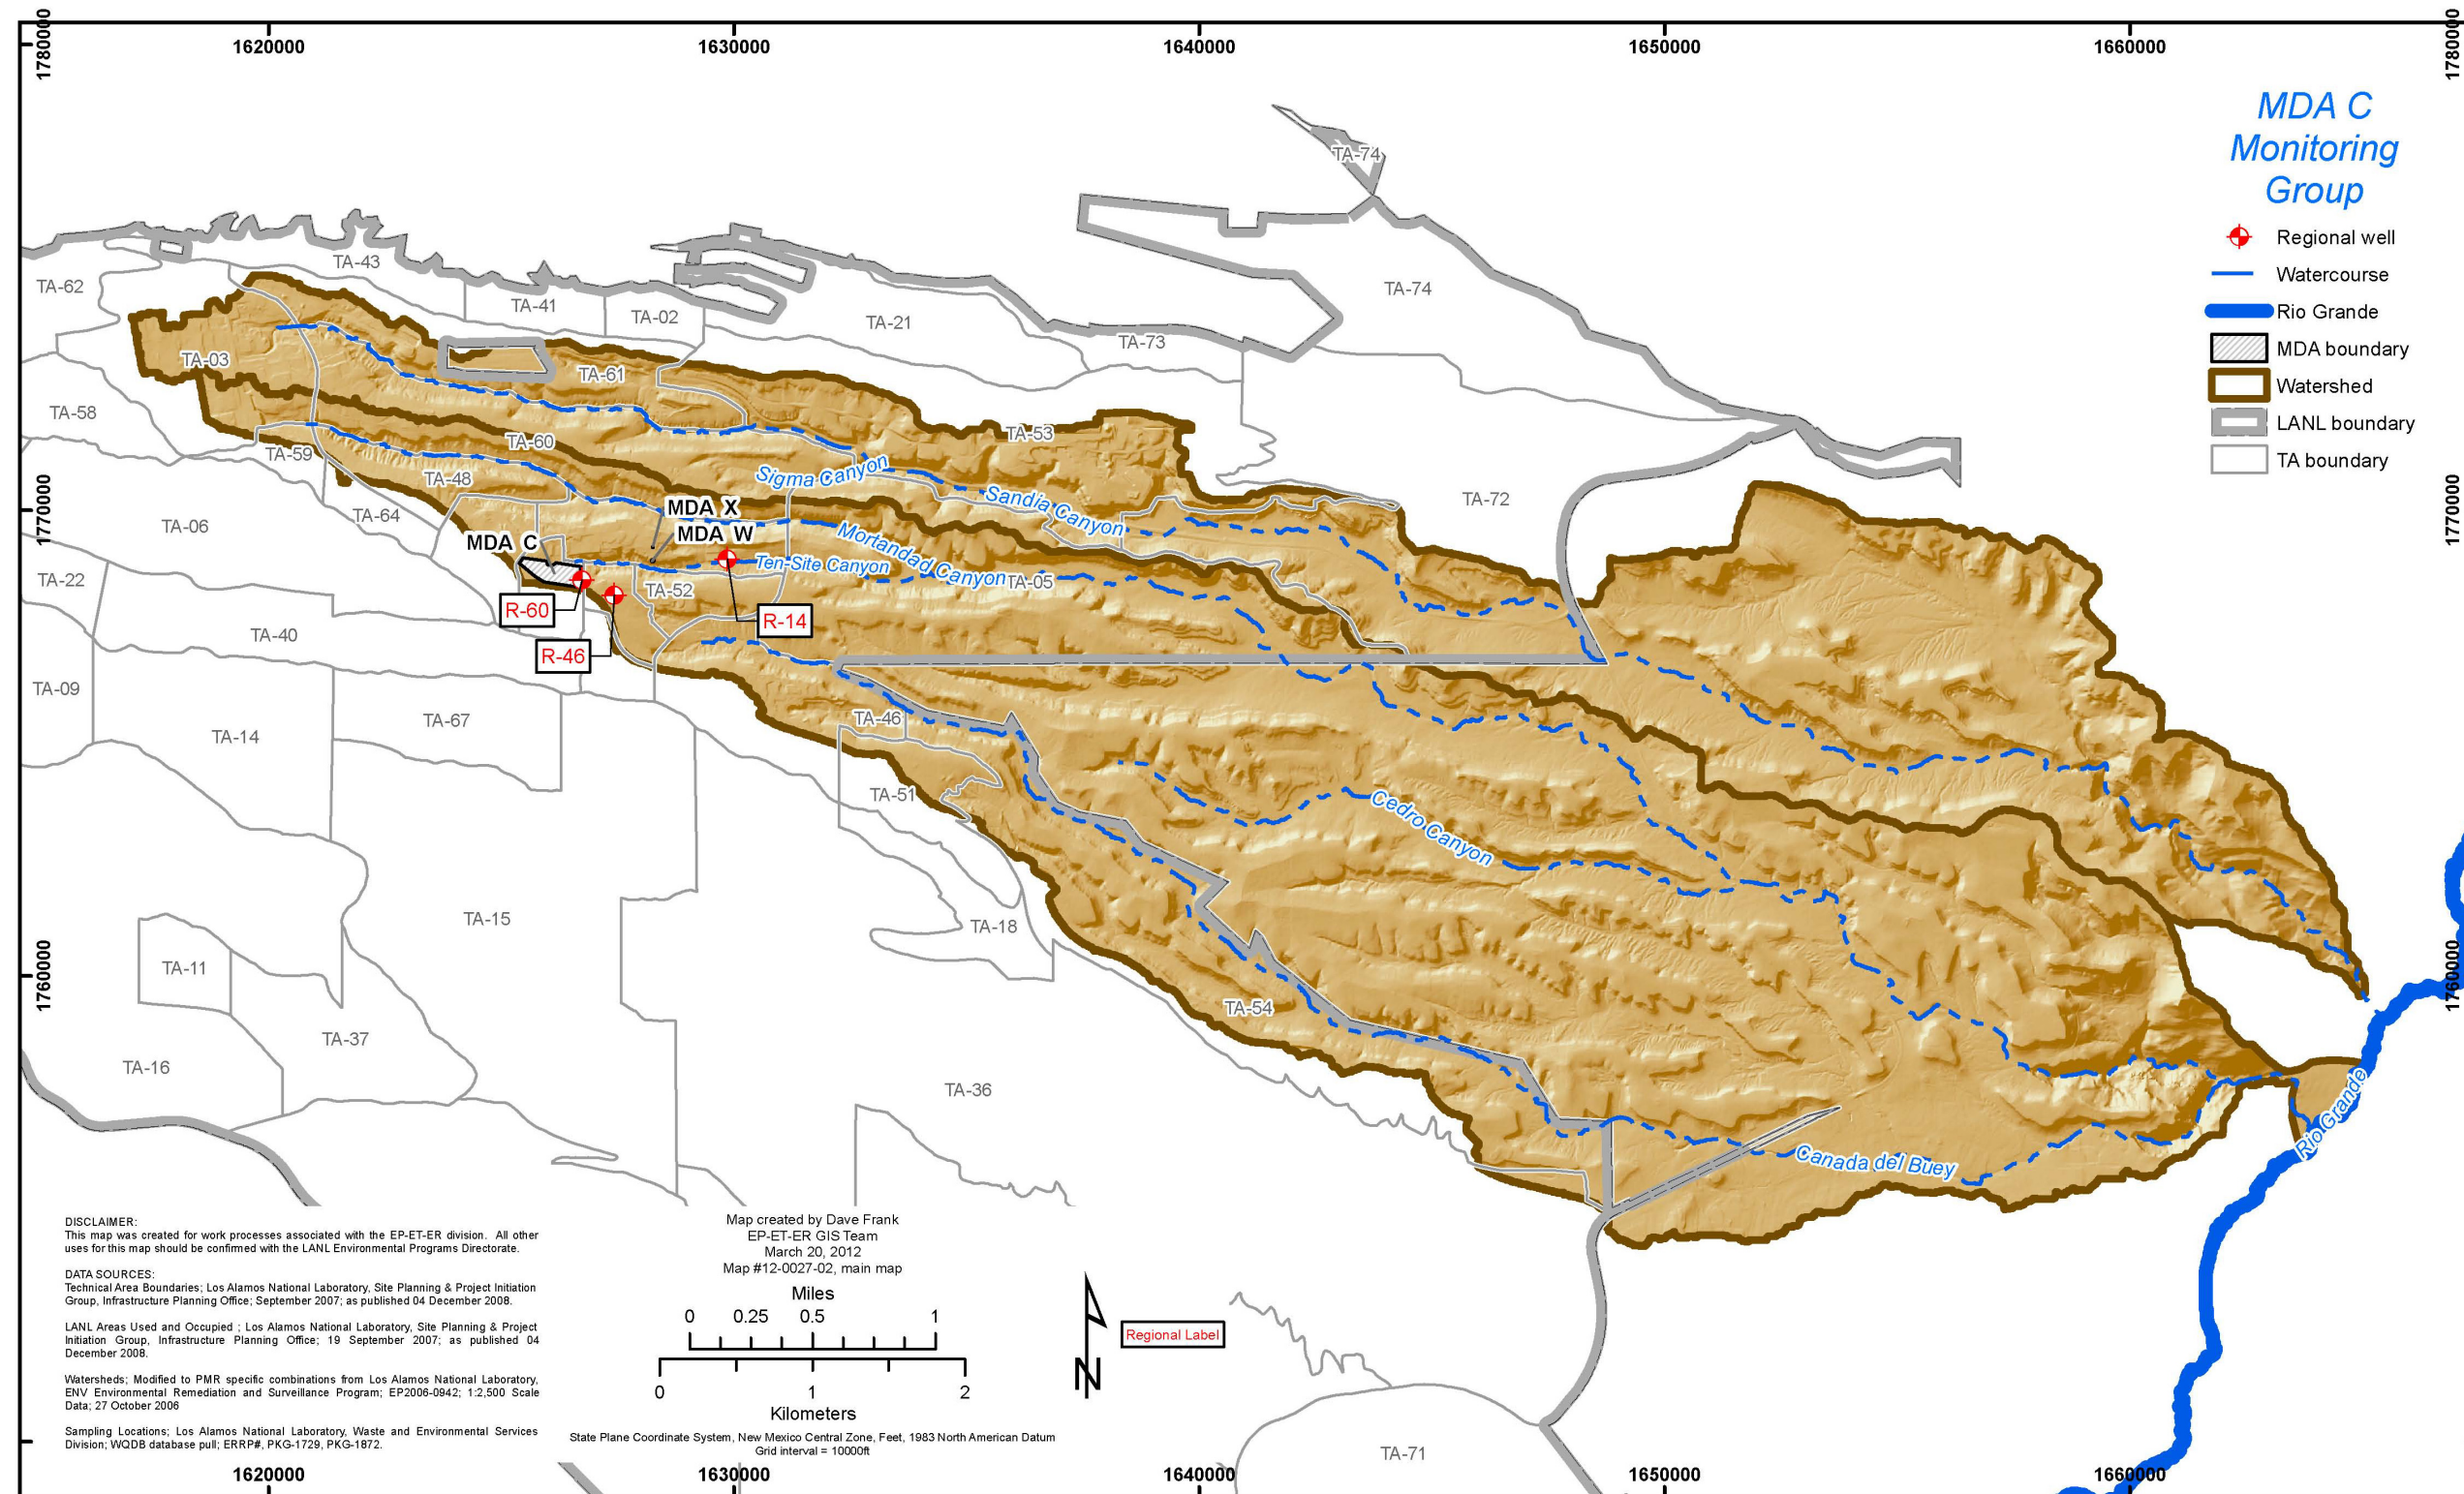 1620000
1630000
1640000
1650000
1660000
1780000
1780000
MDA C
Monitoring
Group
Regional well
Watercourse
Rio Grande
MDA boundary
Watershed
LANL boundary
TA boundary
TA-74
TA-43
TA-62
TA-41
TA-02
TA-21
TA-74
TA-73
TA-03
TA-61
TA-58
TA-60
TA-53
TA-59
TA-48
Sigma Canyon
Sandia Canyon
TA-72
1770000
1770000
TA-06
TA-64
MDA X
MDA W
MDA C
Mortandad Canyon
Ten-Site Canyon
TA-05
TA-22
TA-52
R-60
R-14
TA-40
R-46
TA-09
TA-46
TA-67
TA-14
TA-51
Cedro Canyon
TA-15
TA-18
TA-11
1760000
1760000
TA-54
TA-37
TA-16
TA-36
Rio Grande
Canada del Buey
DISCLAIMER:
This map was created for work processes associated with the EP-ET-ER division. All other
uses for this map should be confirmed with the LANL Environmental Programs Directorate.
DATA SOURCES:
Technical Area Boundaries; Los Alamos National Laboratory, Site Planning & Project Initiation
Group, Infrastructure Planning Office; September 2007; as published 04 December 2008.
LANL Areas Used and Occupied ; Los Alamos National Laboratory, Site Planning & Project
Initiation Group, Infrastructure Planning Office; 19 September 2007; as published 04
December 2008.
Watersheds; Modified to PMR specific combinations from Los Alamos National Laboratory,
ENV Environmental Remediation and Surveillance Program; EP2006-0942; 1:2,500 Scale
Data; 27 October 2006
Sampling Locations; Los Alamos National Laboratory, Waste and Environmental Services
Division; WQDB database pull; ERRP#, PKG-1729, PKG-1872.
Map created by Dave Frank
EP-ET-ER GIS Team
March 20, 2012
Map #12-0027-02, main map
Miles
0 0.25 0.5 1
0 1 2
Kilometers
State Plane Coordinate System, New Mexico Central Zone, Feet, 1983 North American Datum
Grid interval = 10000ft
N
Regional Label
TA-71
1620000
1630000
1640000
1650000
1660000